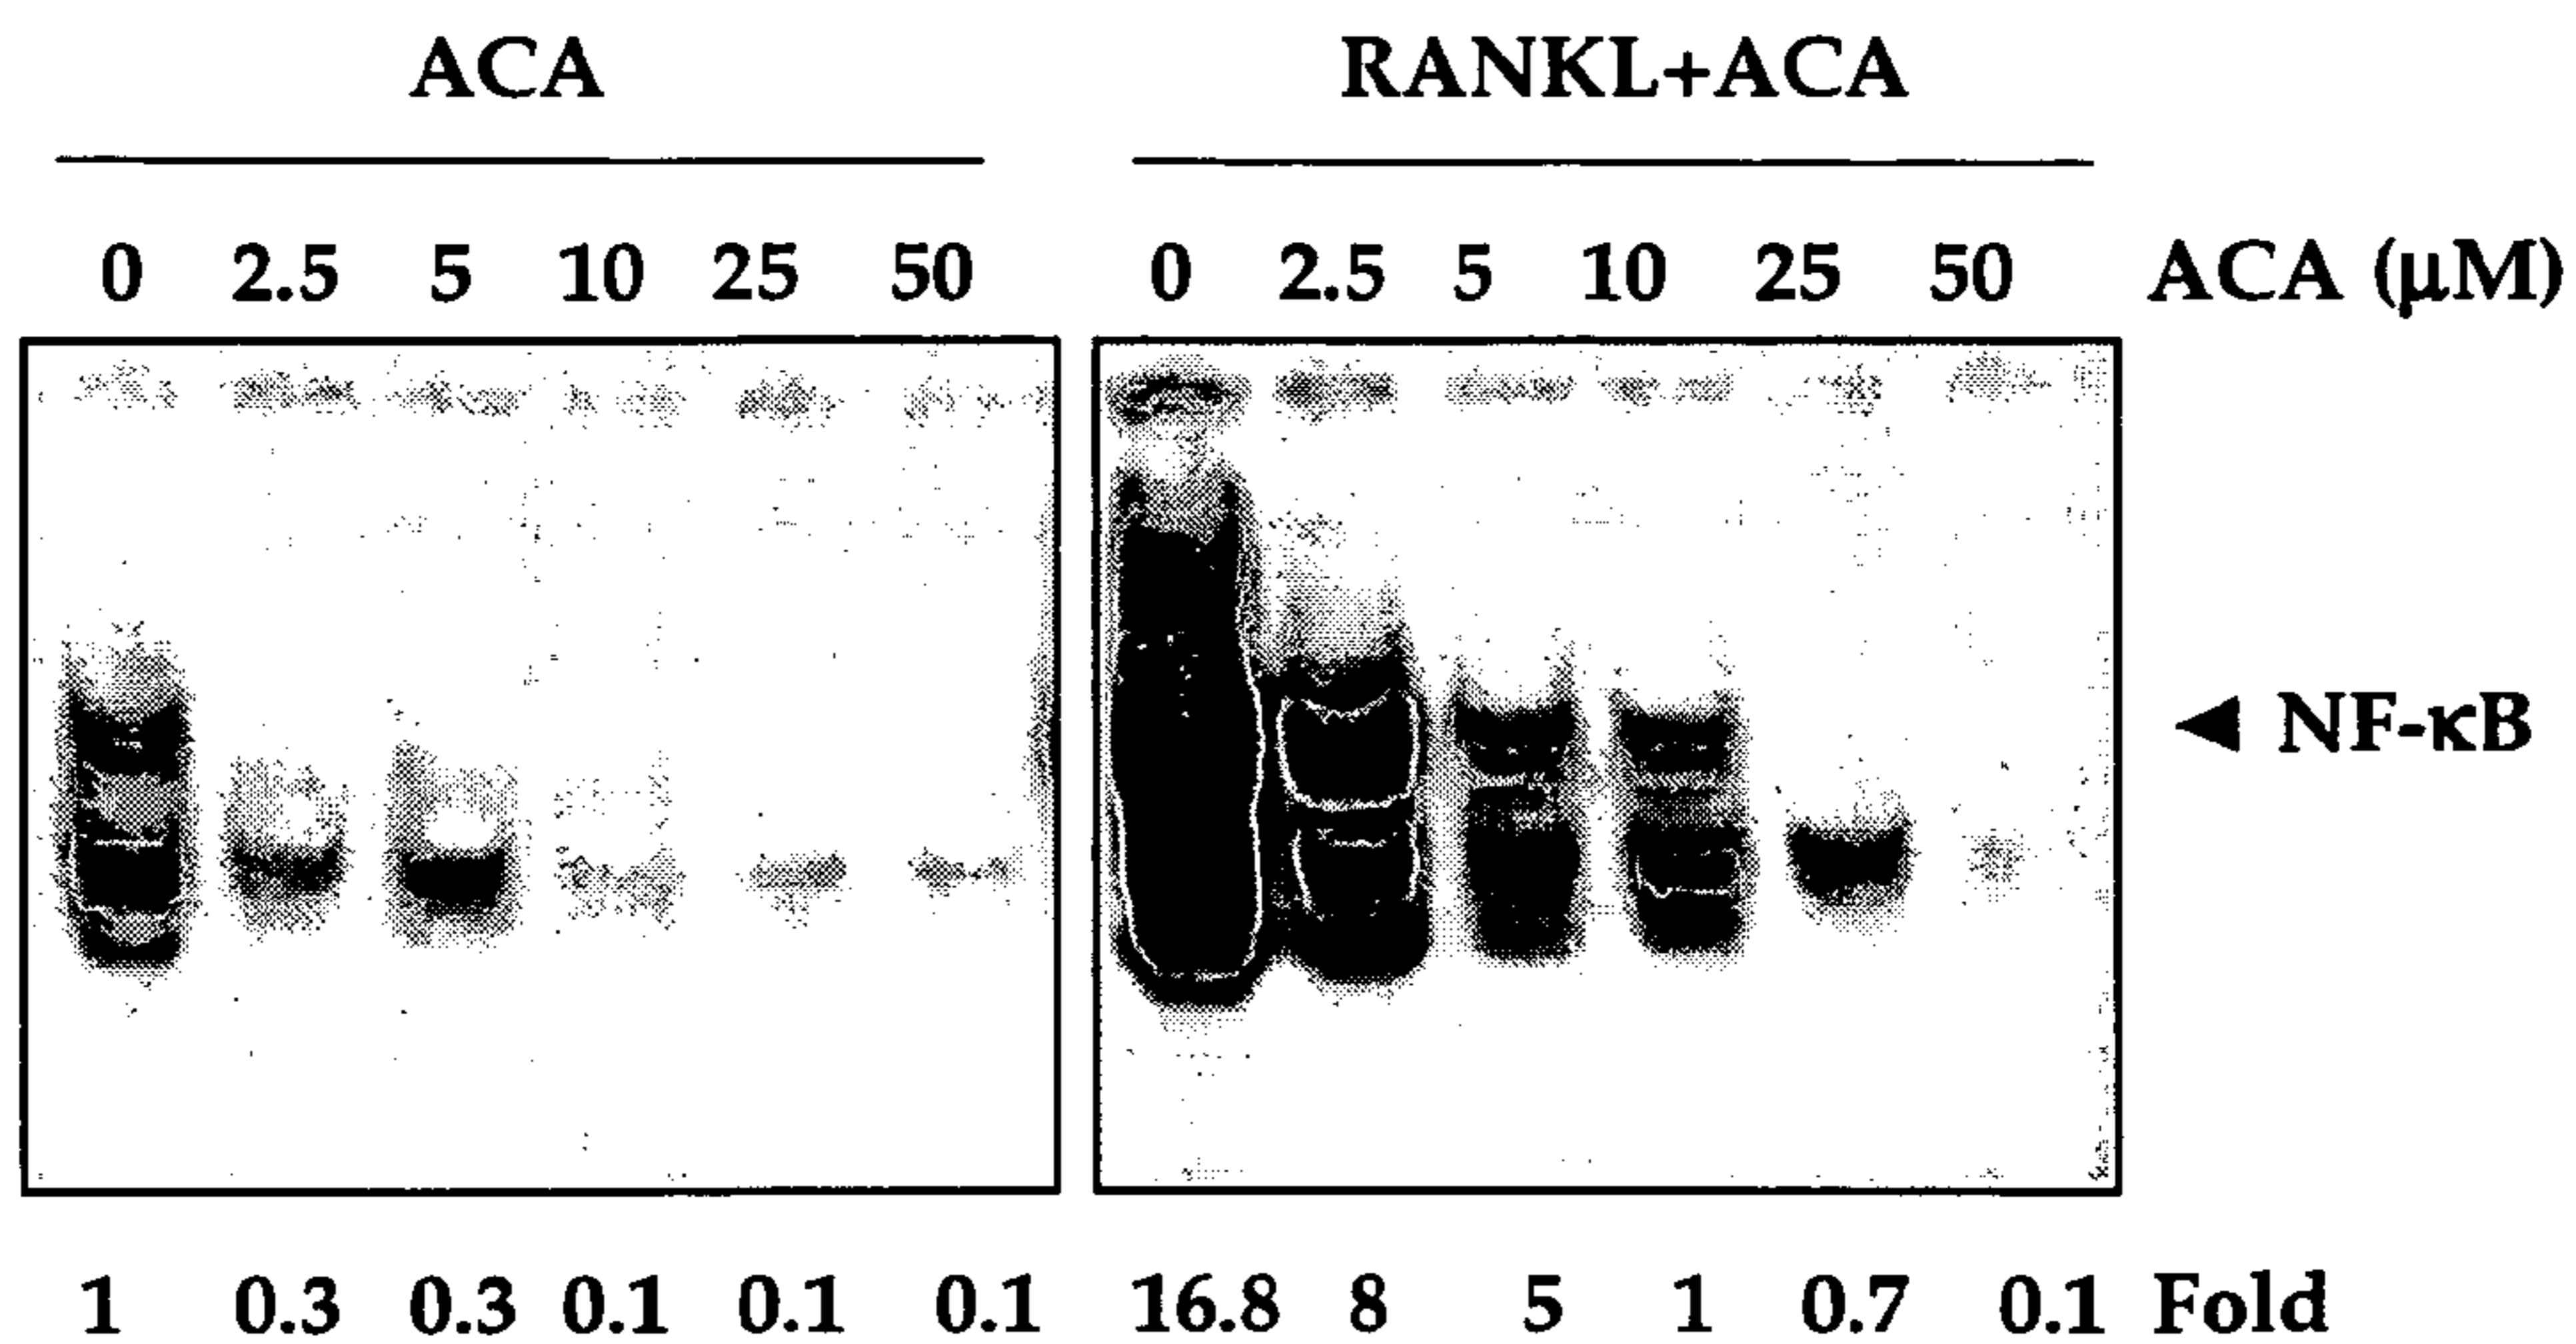 ACA RANKL+ACA
0 2.5 5 10 25 50 0 2.5 5 10 25 50 ACA (μM)
◀ NF-κB
1 0.3 0.3 0.1 0.1 0.1 16.8 8 5 1 0.7 0.1 Fold